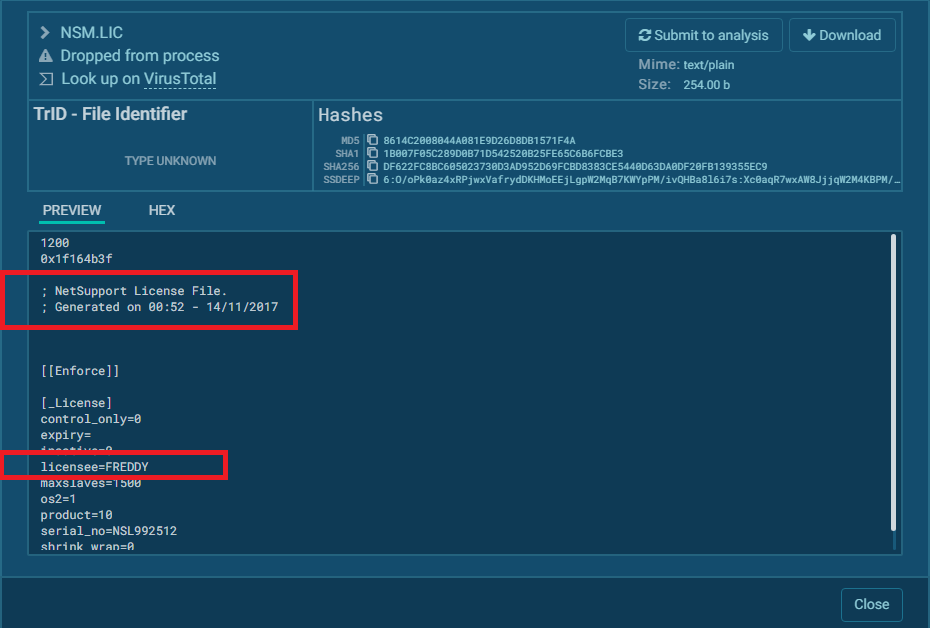 NSM.LIC
Dropped from process
Look up on VirusTotal
Submit to analysis
Download
Mime: text/plain
Size: 254.00 b
TrID - File Identifier
TYPE UNKNOWN
Hashes
MD5 8614C2008044A081E9D26D8DB1571F4A
SHA1 1B007F05C289D0B71D542520B25FE65C6B6FCBE3
SHA256 DF622FC8BC605023730D3AD952D69FCBD8383CE5440D63DA0DF20FB139355EC9
SSDEEP 6:O/oPk0az4xRPjwxVafrydDKHMoEEjLgpW2MqB7KWYpPM/ivQHBa8l6i7s:Xc0aqR7wxAW8JjjqW2M4KBPM/…
PREVIEW
HEX
1200
0x1f164b3f
; NetSupport License File.
; Generated on 00:52 - 14/11/2017
[[Enforce]]
[_License]
control_only=0
expiry=
inactive=0
licensee=FREDDY
maxslaves=1500
os2=1
product=10
serial_no=NSL992512
shrink_wrap=0
Close